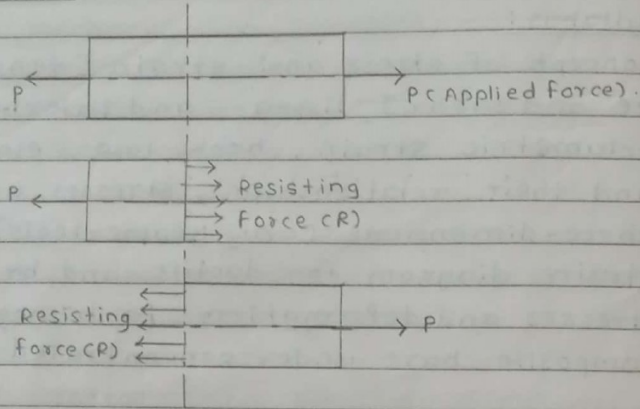 P
P( Applied force).
P
Resisting
force (R)
Resisting
force (R)
P